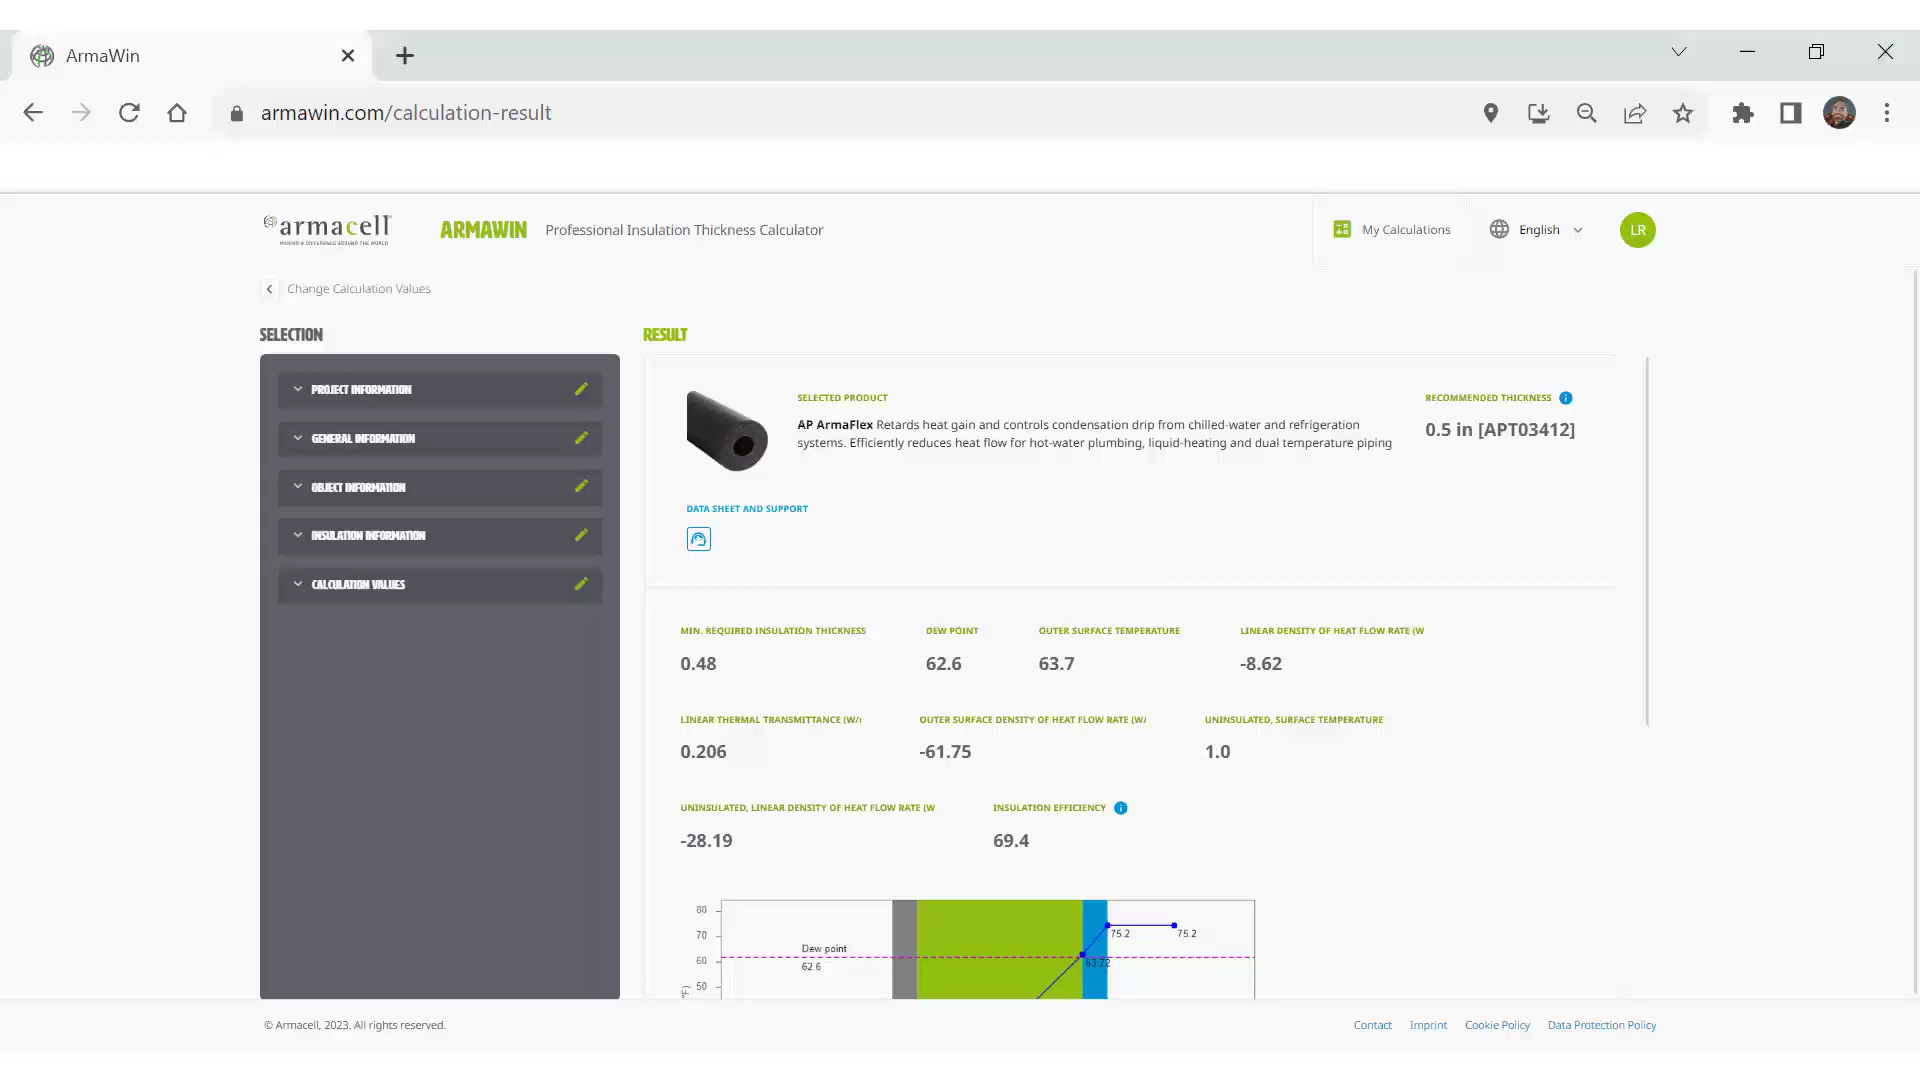 ArmaWin
armawin.com/calculation-result
armacell
MAKING A DIFFERENCE AROUND THE WORLD
ARMAWIN
Professional Insulation Thickness Calculator
My Calculations
English
LR
Change Calculation Values
SELECTION
PROJECT INFORMATION
GENERAL INFORMATION
OBJECT INFORMATION
INSULATION INFORMATION
CALCULATION VALUES
RESULT
SELECTED PRODUCT
AP ArmaFlex Retards heat gain and controls condensation drip from chilled-water and refrigeration
systems. Efficiently reduces heat flow for hot-water plumbing, liquid-heating and dual temperature piping
RECOMMENDED THICKNESS
0.5 in [APT03412]
DATA SHEET AND SUPPORT
MIN. REQUIRED INSULATION THICKNESS
0.48
DEW POINT
62.6
OUTER SURFACE TEMPERATURE
63.7
LINEAR DENSITY OF HEAT FLOW RATE (W
-8.62
LINEAR THERMAL TRANSMITTANCE (W/
0.206
OUTER SURFACE DENSITY OF HEAT FLOW RATE (W/
-61.75
UNINSULATED, SURFACE TEMPERATURE
1.0
UNINSULATED, LINEAR DENSITY OF HEAT FLOW RATE (W
-28.19
INSULATION EFFICIENCY
69.4
80
70
60
50
(°F)
Dew point
62.6
75.2
75.2
63.72
© Armacell, 2023. All rights reserved.
Contact
Imprint
Cookie Policy
Data Protection Policy